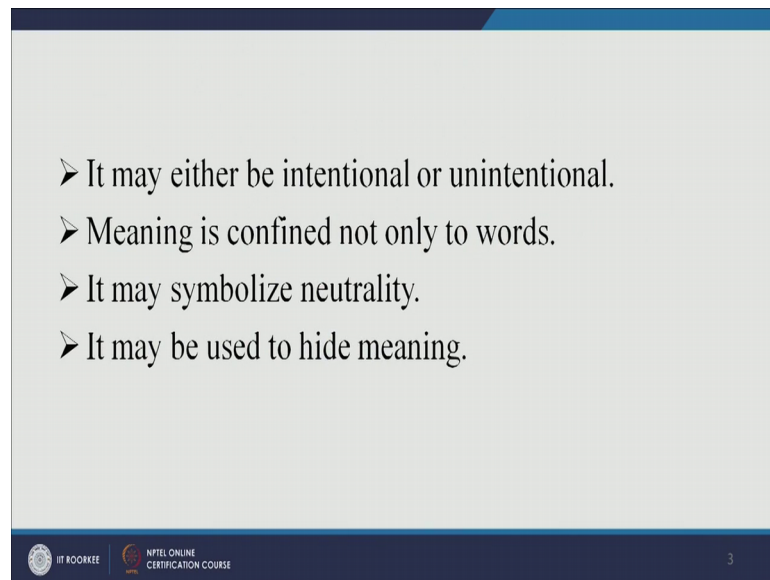 ➤ It may either be intentional or unintentional.
➤ Meaning is confined not only to words.
➤ It may symbolize neutrality.
➤ It may be used to hide meaning.
IIT ROORKEE
NPTEL ONLINE
CERTIFICATION COURSE
NPTEL
3